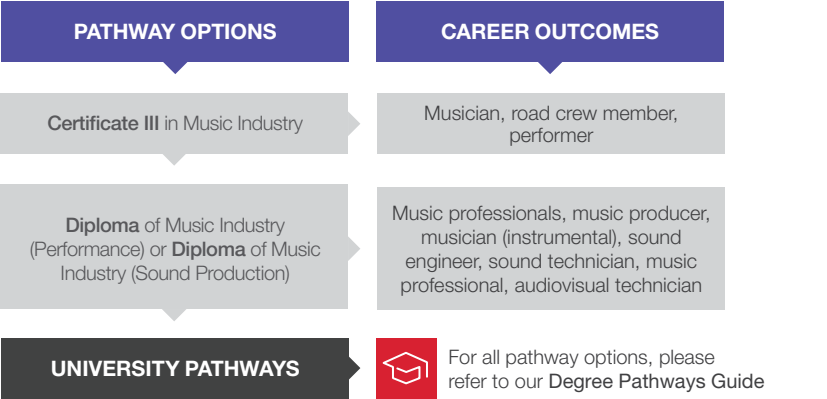 PATHWAY OPTIONS
CAREER OUTCOMES
Certificate III in Music Industry
Musician, road crew member,
performer
Diploma of Music Industry
(Performance) or Diploma of Music
Industry (Sound Production)
Music professionals, music producer,
musician (instrumental), sound
engineer, sound technician, music
professional, audiovisual technician
UNIVERSITY PATHWAYS
For all pathway options, please
refer to our Degree Pathways Guide